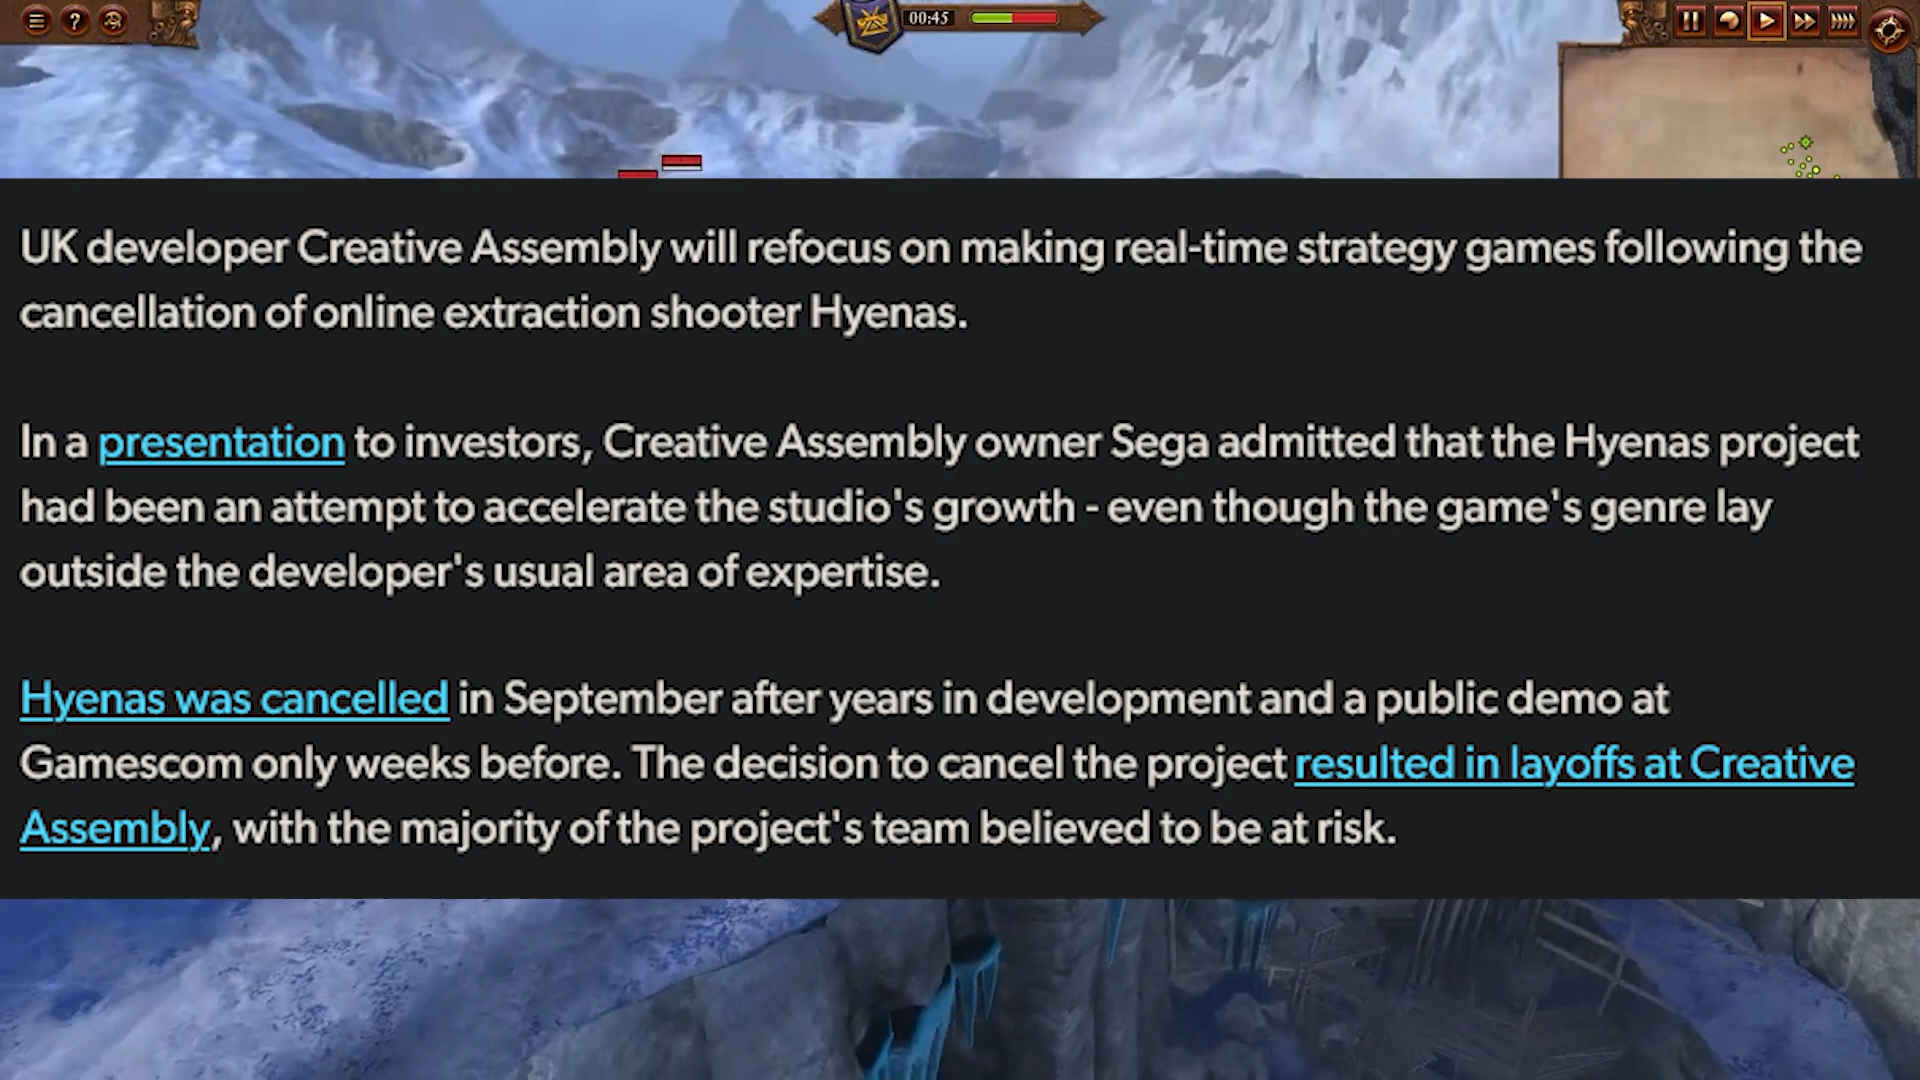 00:45
UK developer Creative Assembly will refocus on making real-time strategy games following the
cancellation of online extraction shooter Hyenas.
In a presentation to investors, Creative Assembly owner Sega admitted that the Hyenas project
had been an attempt to accelerate the studio's growth - even though the game's genre lay
outside the developer's usual area of expertise.
Hyenas was cancelled in September after years in development and a public demo at
Gamescom only weeks before. The decision to cancel the project resulted in layoffs at Creative
Assembly, with the majority of the project's team believed to be at risk.